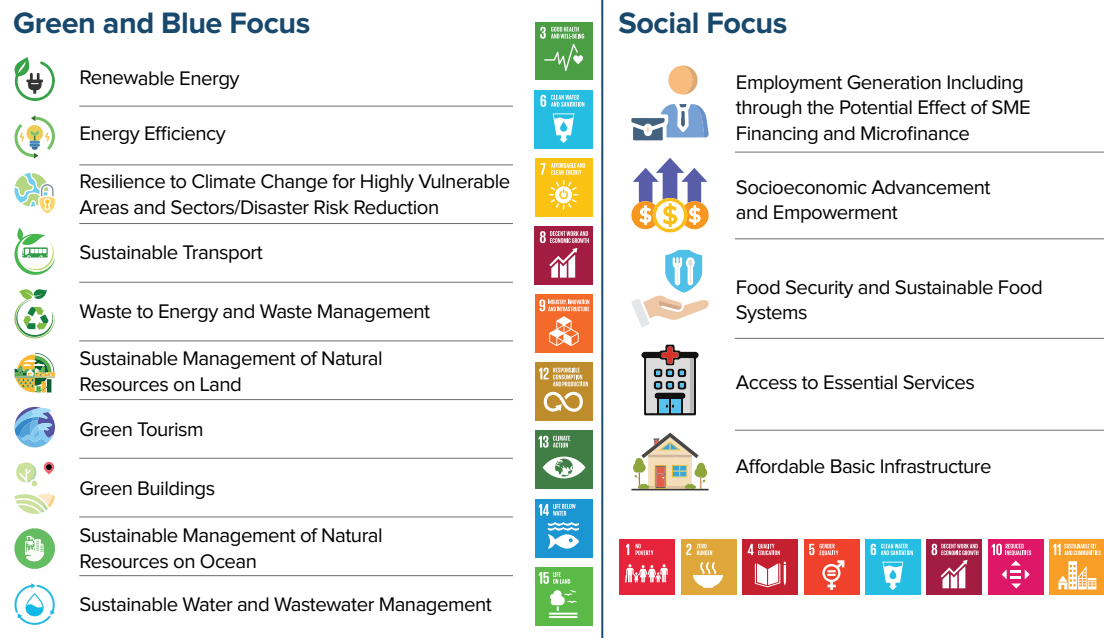 Green and Blue Focus
Renewable Energy
Energy Efficiency
Resilience to Climate Change for Highly Vulnerable
Areas and Sectors/Disaster Risk Reduction
Sustainable Transport
Waste to Energy and Waste Management
Sustainable Management of Natural
Resources on Land
Green Tourism
Green Buildings
Sustainable Management of Natural
Resources on Ocean
Sustainable Water and Wastewater Management
3 GOOD HEALTH
AND WELL-BEING
6 CLEAN WATER
AND SANITATION
7 AFFORDABLE AND
CLEAN ENERGY
8 DECENT WORK AND
ECONOMIC GROWTH
9 INDUSTRY, INNOVATION
AND INFRASTRUCTURE
12 RESPONSIBLE
CONSUMPTION
AND PRODUCTION
13 CLIMATE
ACTION
14 LIFE BELOW
WATER
15 LIFE
ON LAND
Social Focus
Employment Generation Including
through the Potential Effect of SME
Financing and Microfinance
$ $ $
Socioeconomic Advancement
and Empowerment
Food Security and Sustainable Food
Systems
Access to Essential Services
Affordable Basic Infrastructure
1 NO
POVERTY
2 ZERO
HUNGER
4 QUALITY
EDUCATION
5 GENDER
EQUALITY
6 CLEAN WATER
AND SANITATION
8 DECENT WORK AND
ECONOMIC GROWTH
10 REDUCED
INEQUALITIES
11 SUSTAINABLE
AND COMMUNITIES